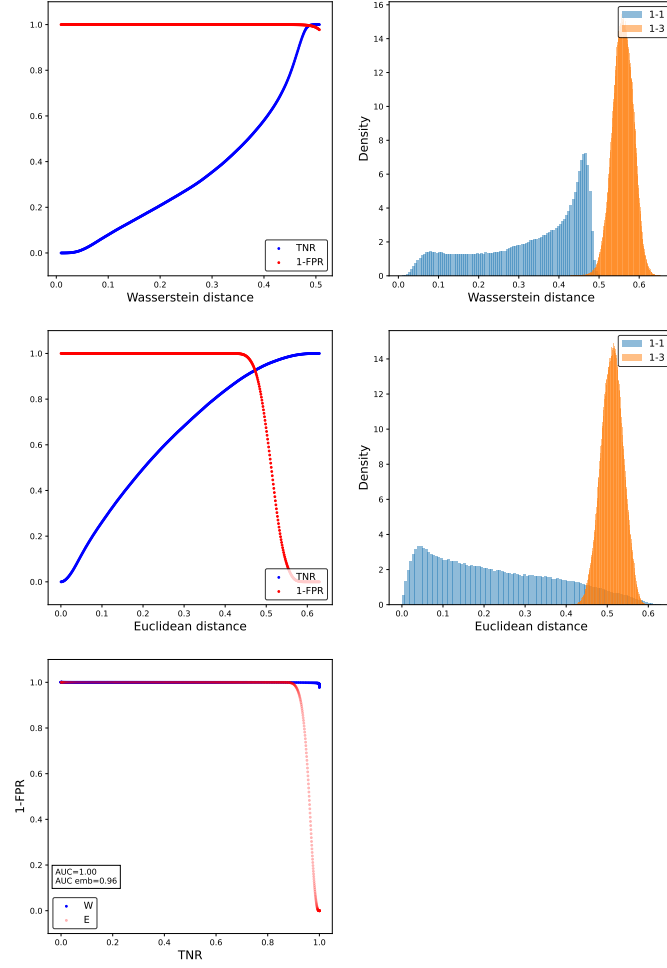 1.0
0.8
0.6
0.4
0.2
0.0
0.0 0.1 0.2 0.3 0.4 0.5
Wasserstein distance
TNR
1-FPR
16
14
12
10
8
6
4
2
0
Density
0.0 0.1 0.2 0.3 0.4 0.5 0.6
Wasserstein distance
1-1
1-3
1.0
0.8
0.6
0.4
0.2
0.0
0.0 0.1 0.2 0.3 0.4 0.5 0.6
Euclidean distance
TNR
1-FPR
14
12
10
8
6
4
2
0
Density
0.0 0.1 0.2 0.3 0.4 0.5 0.6
Euclidean distance
1-1
1-3
1.0
0.8
0.6
0.4
0.2
0.0
1-FPR
AUC=1.00
AUC emb=0.96
W
E
0.0 0.2 0.4 0.6 0.8 1.0
TNR